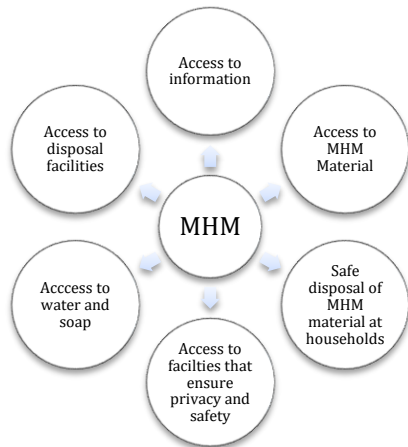 Access to
information
Access to
disposal
facilities
Access to
MHM
Material
MHM
Acccess to
water and
soap
Safe
disposal of
MHM
material at
households
Access to
facilties that
ensure
privacy and
safety